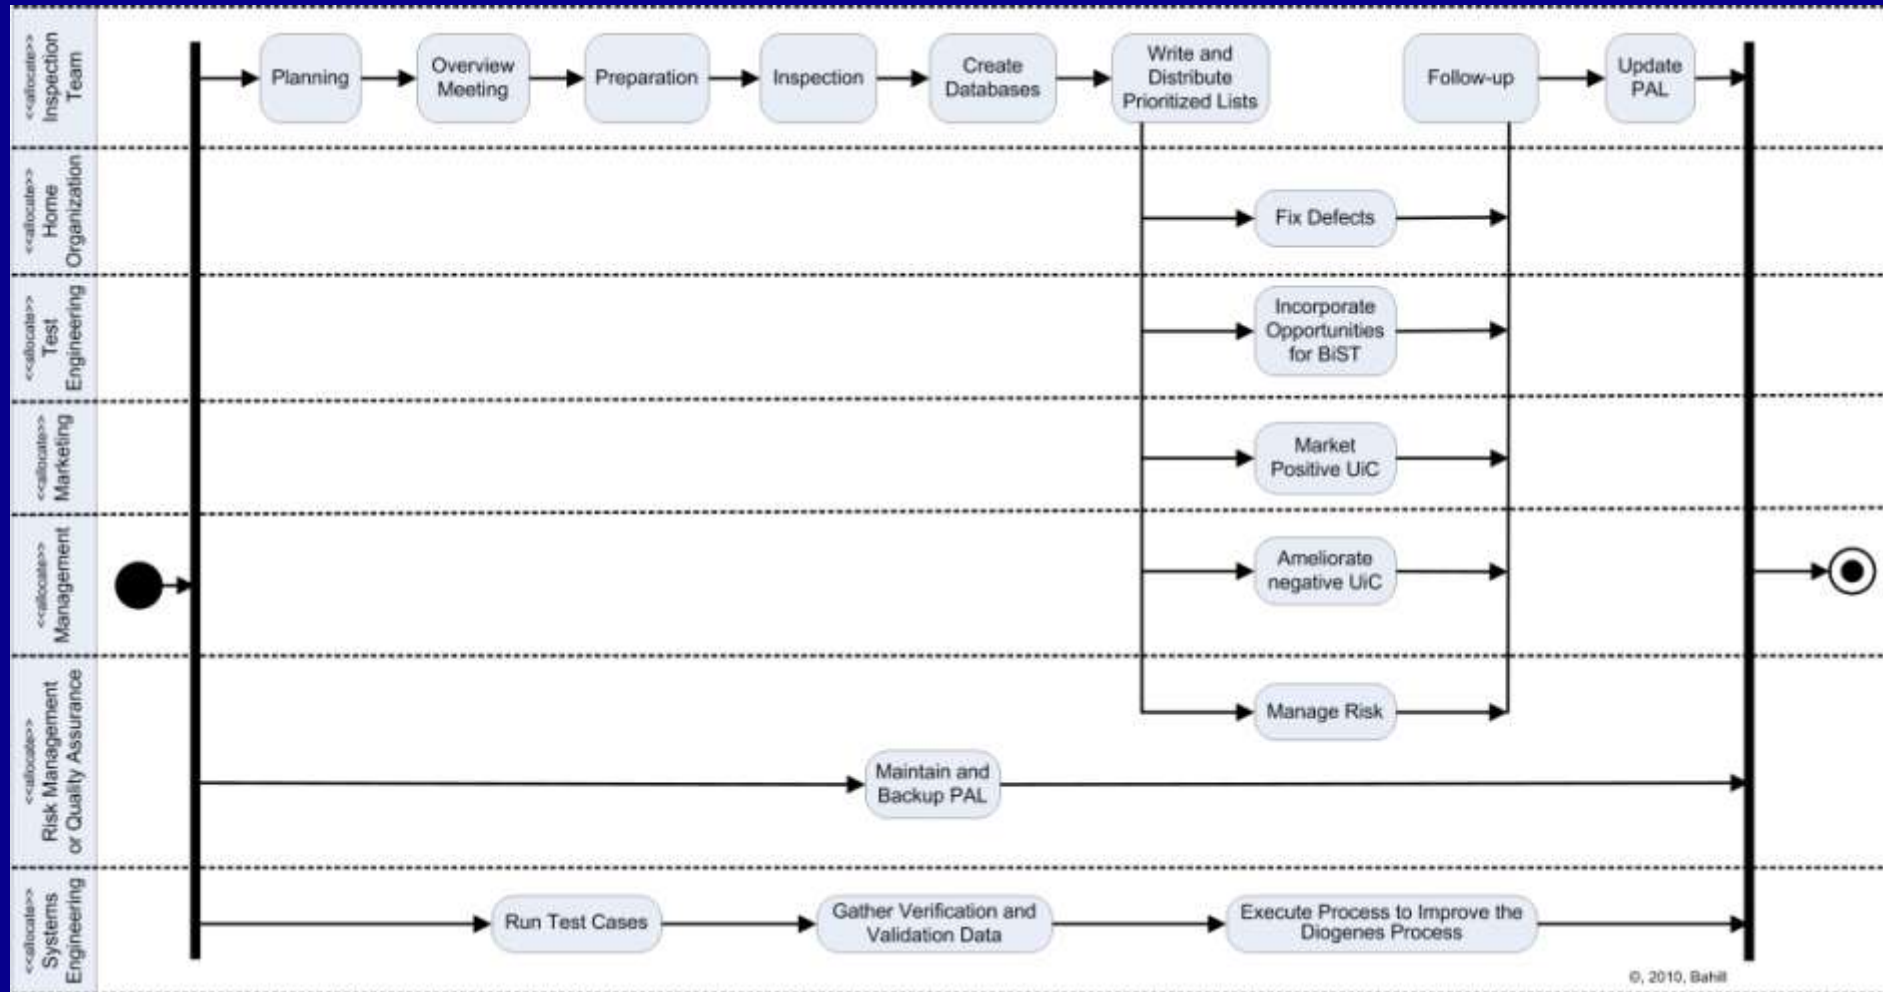 <<allocate>>
Inspection
Team
Planning
Overview
Meeting
Preparation
Inspection
Create
Databases
Write and
Distribute
Prioritized Lists
Follow-up
Update
PAL
<<allocate>>
Home
Organization
Fix Defects
<<allocate>>
Test
Engineering
Incorporate
Opportunities
for BiST
<<allocate>>
Marketing
Market
Positive UiC
<<allocate>>
Management
Ameliorate
negative UiC
<<allocate>>
Risk Management
or Quality Assurance
Manage Risk
Maintain and
Backup PAL
<<allocate>>
Systems
Engineering
Run Test Cases
Gather Verification and
Validation Data
Execute Process to Improve the
Diogenes Process
©, 2010, Bahill